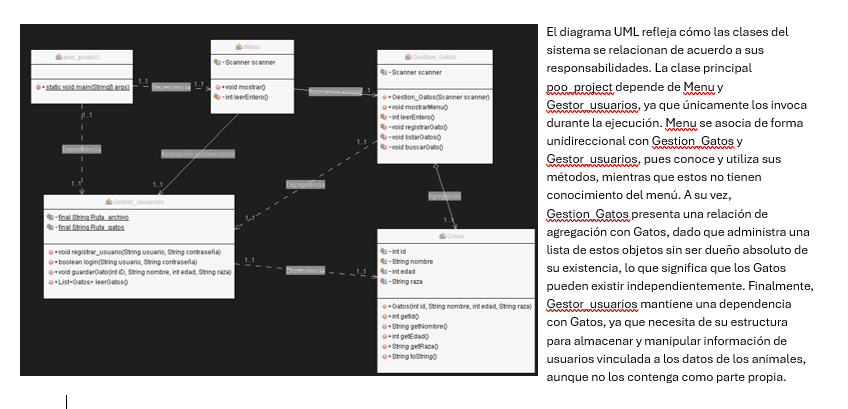 poo_project
static void main(String[] args)
1..1
Dependencia
1..1
Menu
Scanner scanner
+void mostrar()
int leerEntero()
Gestion_Gatos
Scanner scanner
+Gestion_Gatos(Scanner scanner)
+void mostrarMenu()
int leerEntero()
void registrarGato()
void listarGatos()
void buscarGato()
1..1
Dependencia
1..1
Asociación unidireccional
1..1
1..1
Dependencia
1..1
Agregación
1..1
Gestor_usuarios
final String Ruta_archivo
final String Ruta_gatos
+void registrar_usuario(String usuario, String contraseña)
+boolean login(String usuario, String contraseña)
+void guardarGato(int iD, String nombre, int edad, String raza)
+List<Gatos> leerGatos()
1..1
Dependencia
1..1
Gatos
int id
String nombre
int edad
String raza
+Gatos(int id, String nombre, int edad, String raza)
+int getId()
+String getNombre()
+int getEdad()
+String getRaza()
+String toString()
El diagrama UML refleja cómo las clases del
sistema se relacionan de acuerdo a sus
responsabilidades. La clase principal
poo_project depende de Menu y
Gestor_usuarios, ya que únicamente los invoca
durante la ejecución. Menu se asocia de forma
unidireccional con Gestion_Gatos y
Gestor_usuarios, pues conoce y utiliza sus
métodos, mientras que estos no tienen
conocimiento del menú. A su vez,
Gestion_Gatos presenta una relación de
agregación con Gatos, dado que administra una
lista de estos objetos sin ser dueño absoluto de
su existencia, lo que significa que los Gatos
pueden existir independientemente. Finalmente,
Gestor_usuarios mantiene una dependencia
con Gatos, ya que necesita de su estructura
para almacenar y manipular información de
usuarios vinculada a los datos de los animales,
aunque no los contenga como parte propia.